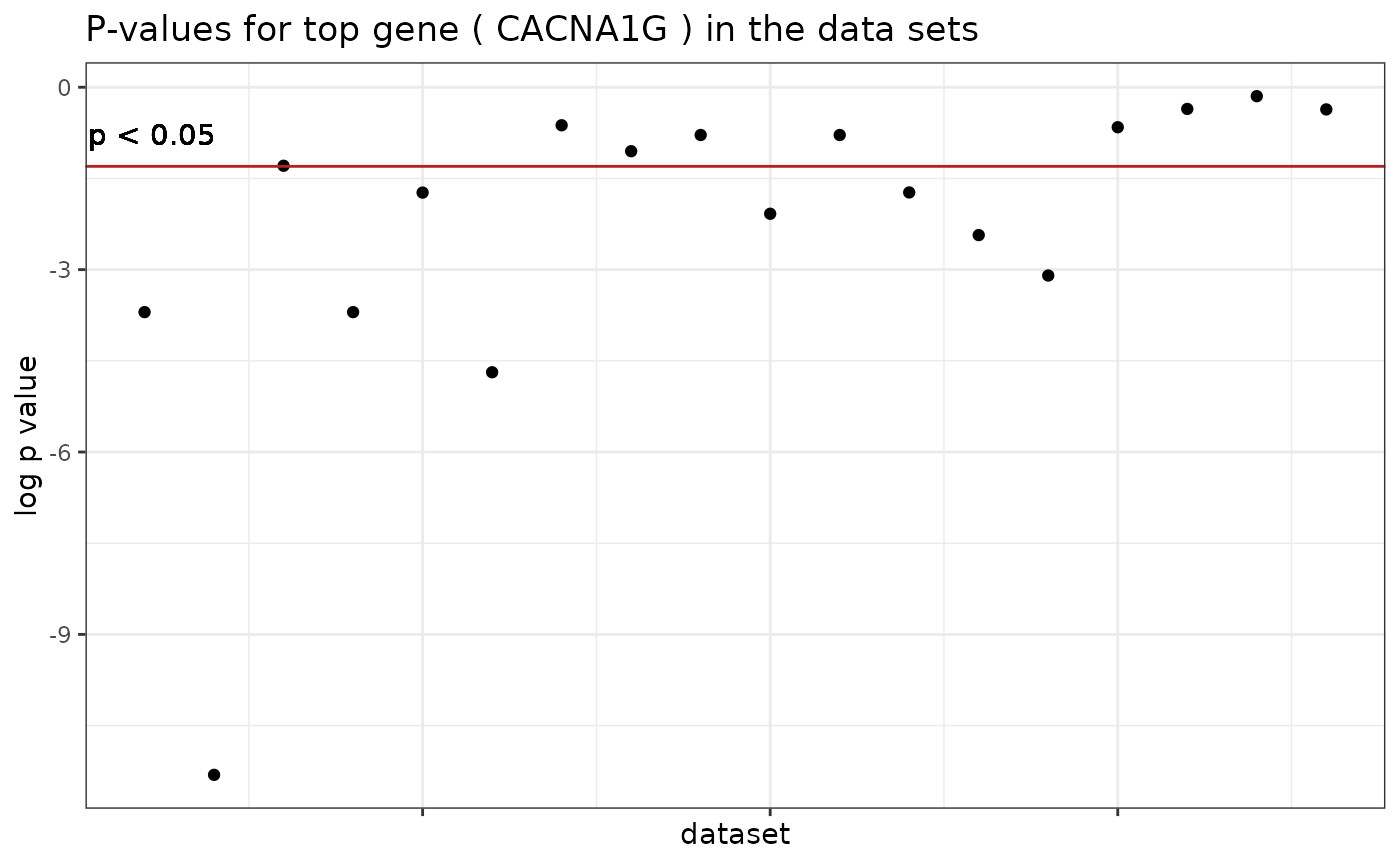 P-values for top gene ( CACNA1G ) in the data sets
0
p < 0.05
-3
-6
-9
log p value
dataset